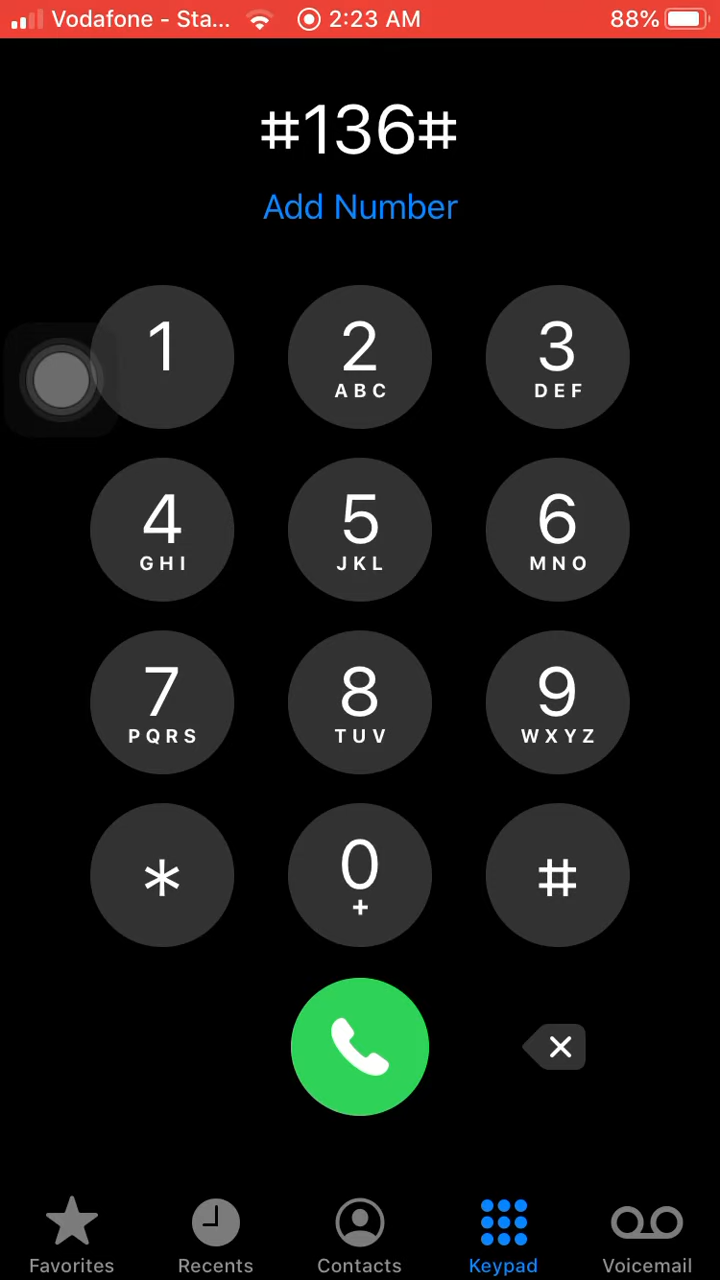 Vodafone - Sta... 2:23 AM 88%
#136#
Add Number
1 2 3
ABC DEF
4 5 6
GHI JKL MNO
7 8 9
PQRS TUV WXYZ
* 0 #
+
Favorites Recents Contacts Keypad Voicemail